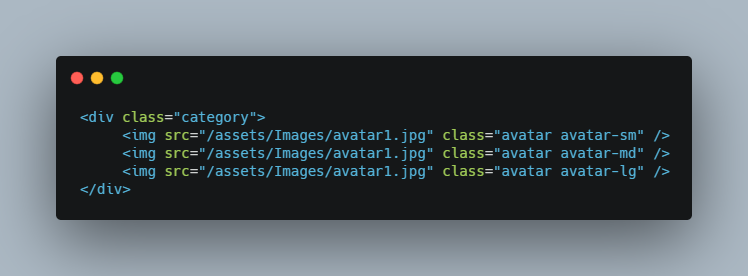 <div class="category">
     <img src="/assets/Images/avatar1.jpg" class="avatar avatar-sm" />
     <img src="/assets/Images/avatar1.jpg" class="avatar avatar-md" />
     <img src="/assets/Images/avatar1.jpg" class="avatar avatar-lg" />
</div>